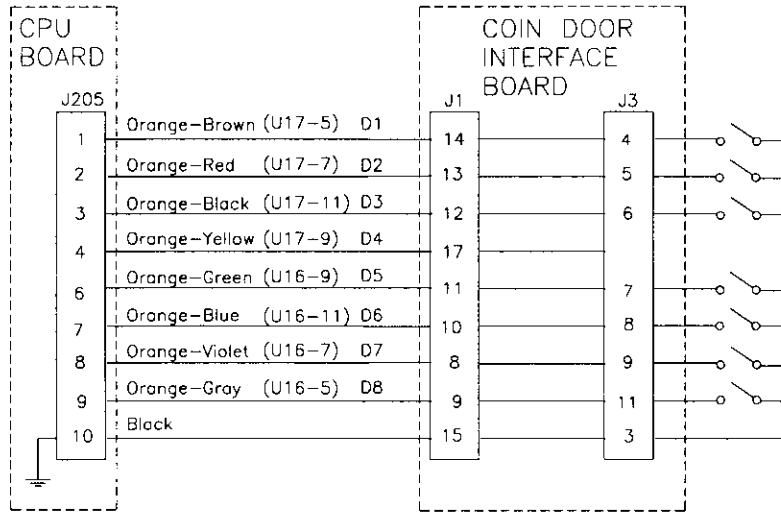 CPU
BOARD
COIN DOOR
INTERFACE
BOARD
J205
J1
J3
1 Orange-Brown (U17-5) D1 14 4
2 Orange-Red (U17-7) D2 13 5
3 Orange-Black (U17-11) D3 12 6
4 Orange-Yellow (U17-9) D4 17
6 Orange-Green (U16-9) D5 11 7
7 Orange-Blue (U16-11) D6 10 8
8 Orange-Violet (U16-7) D7 8 9
9 Orange-Gray (U16-5) D8 9 11
10 Black 15 3